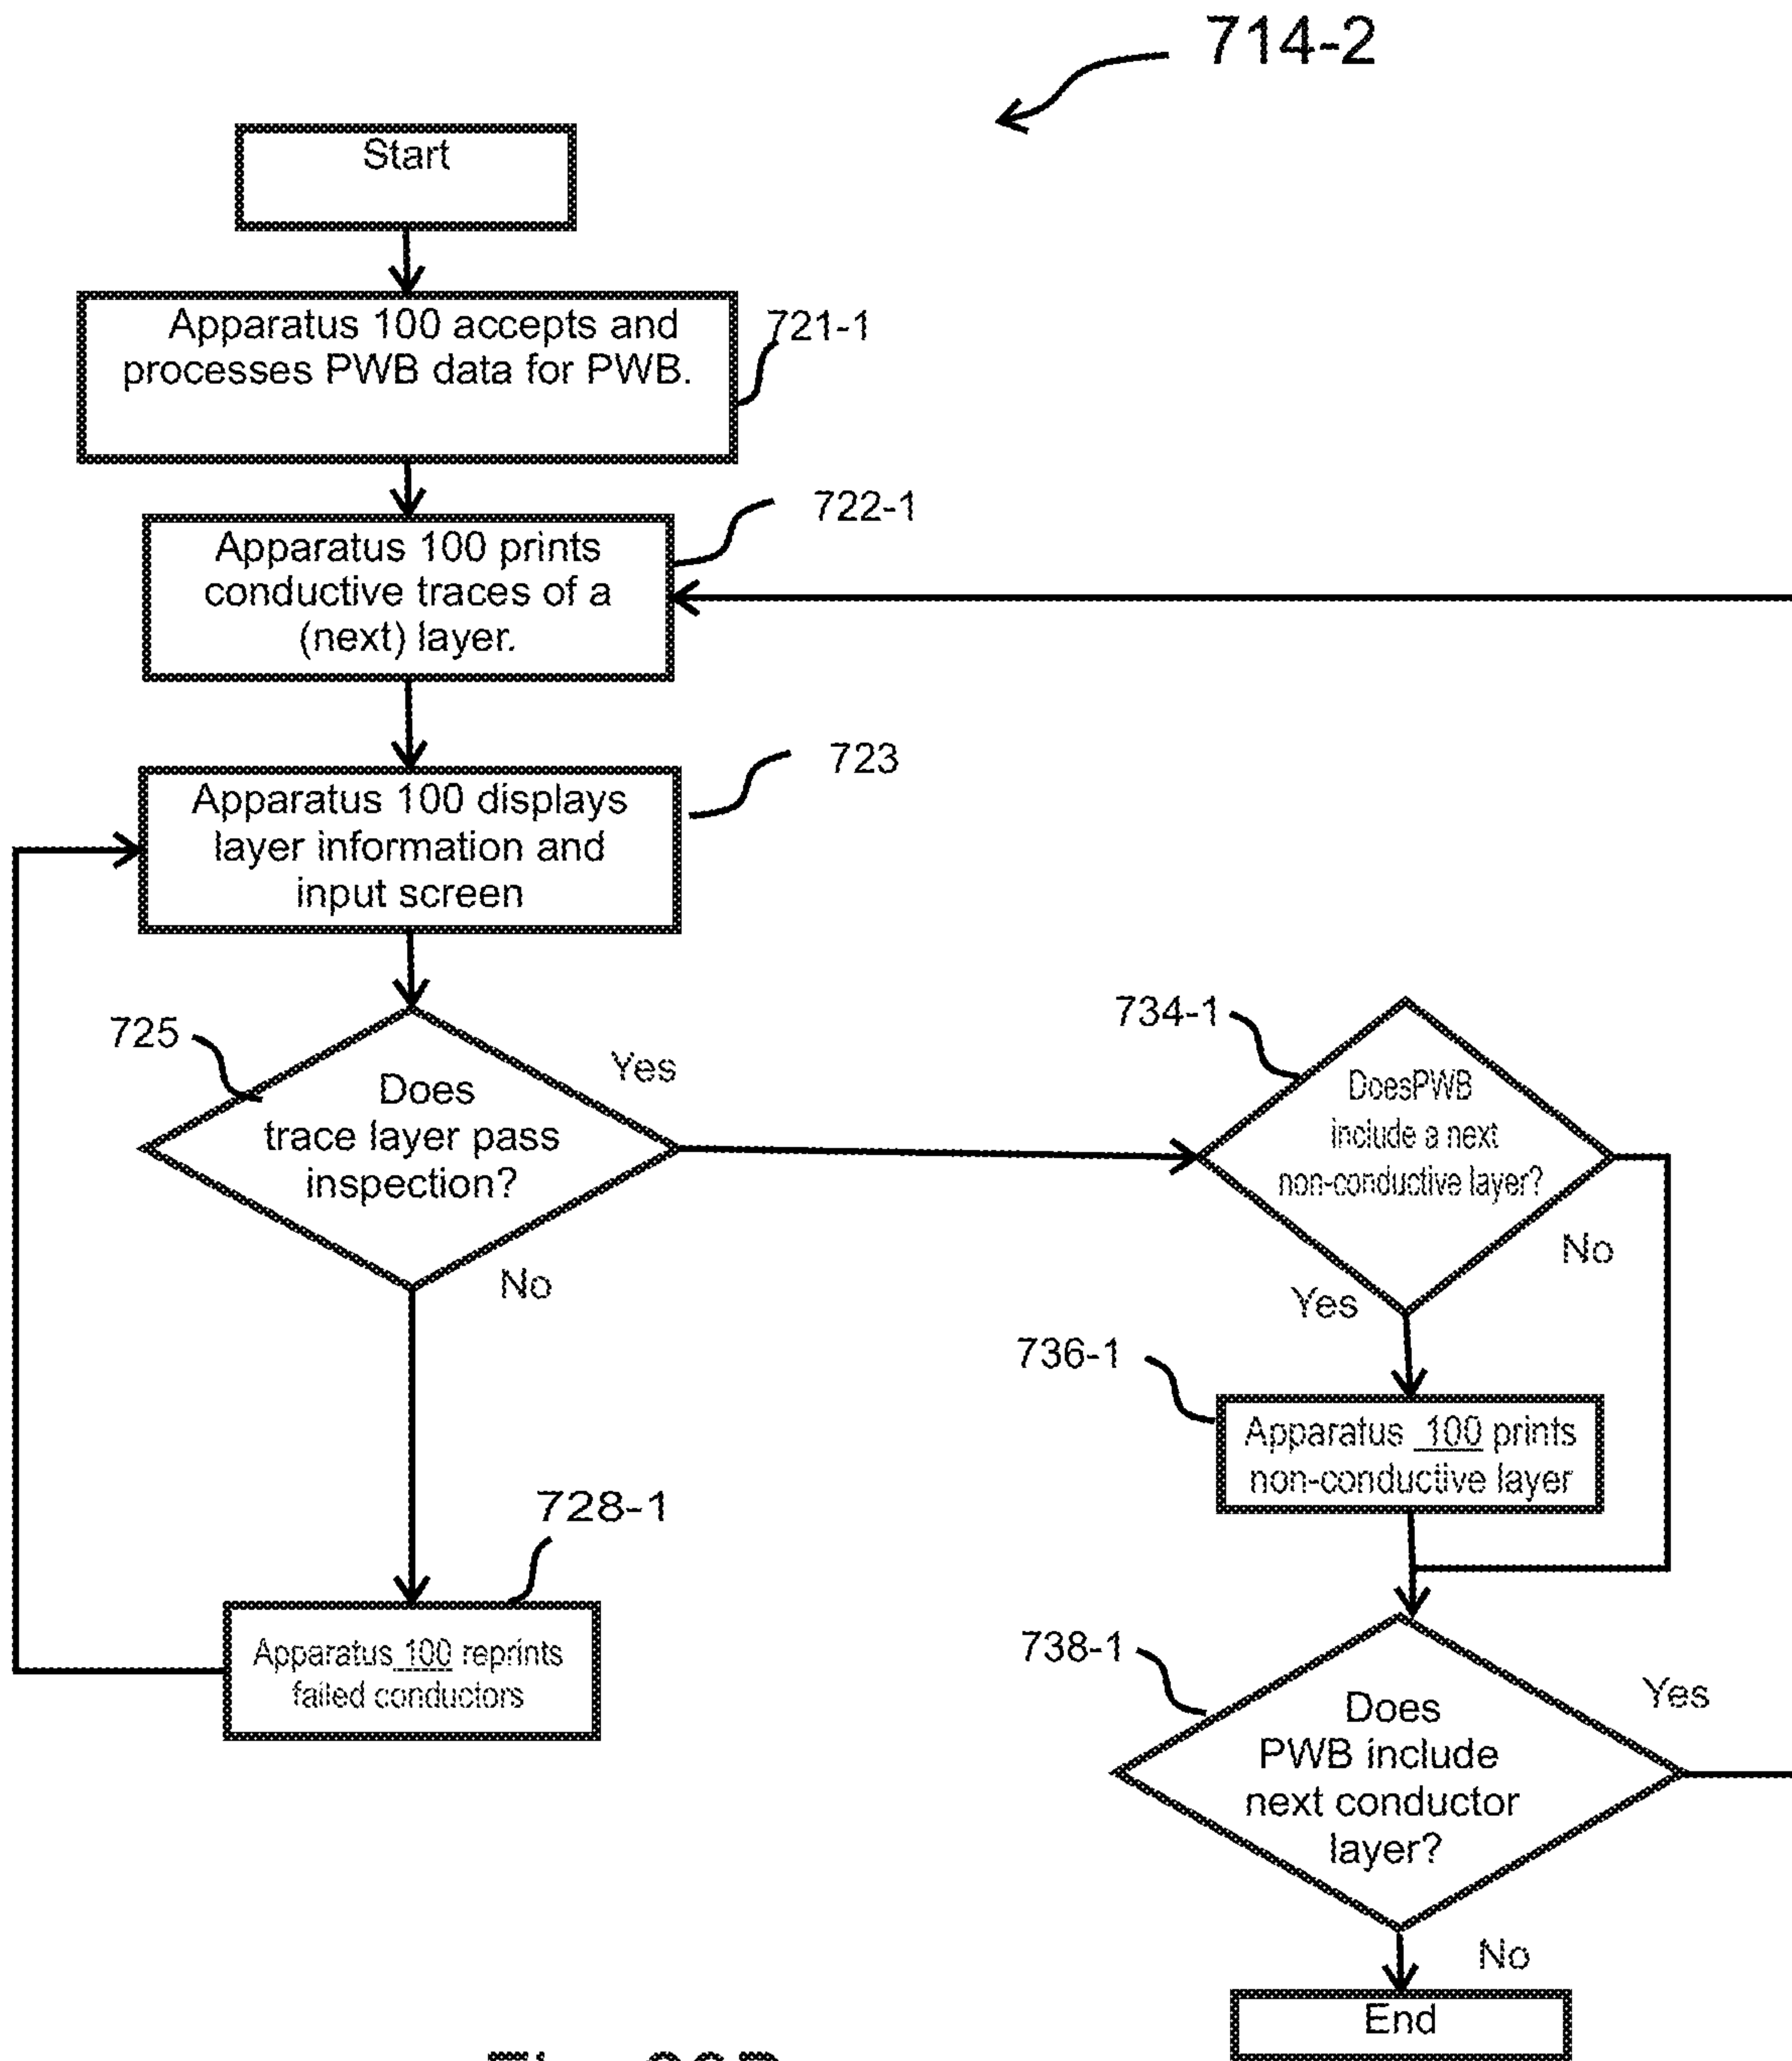 714-2
Start
Apparatus 100 accepts and
processes PWB data for PWB.
721-1
722-1
Apparatus 100 prints
conductive traces of a
(next) layer.
723
Apparatus 100 displays
layer information and
input screen
725
Does
trace layer pass
inspection?
Yes
No
728-1
Apparatus 100 reprints
failed conductors
734-1
DoesPWB
include a next
non-conductive layer?
No
Yes
736-1
Apparatus 100 prints
non-conductive layer
738-1
Does
PWB include
next conductor
layer?
Yes
No
End